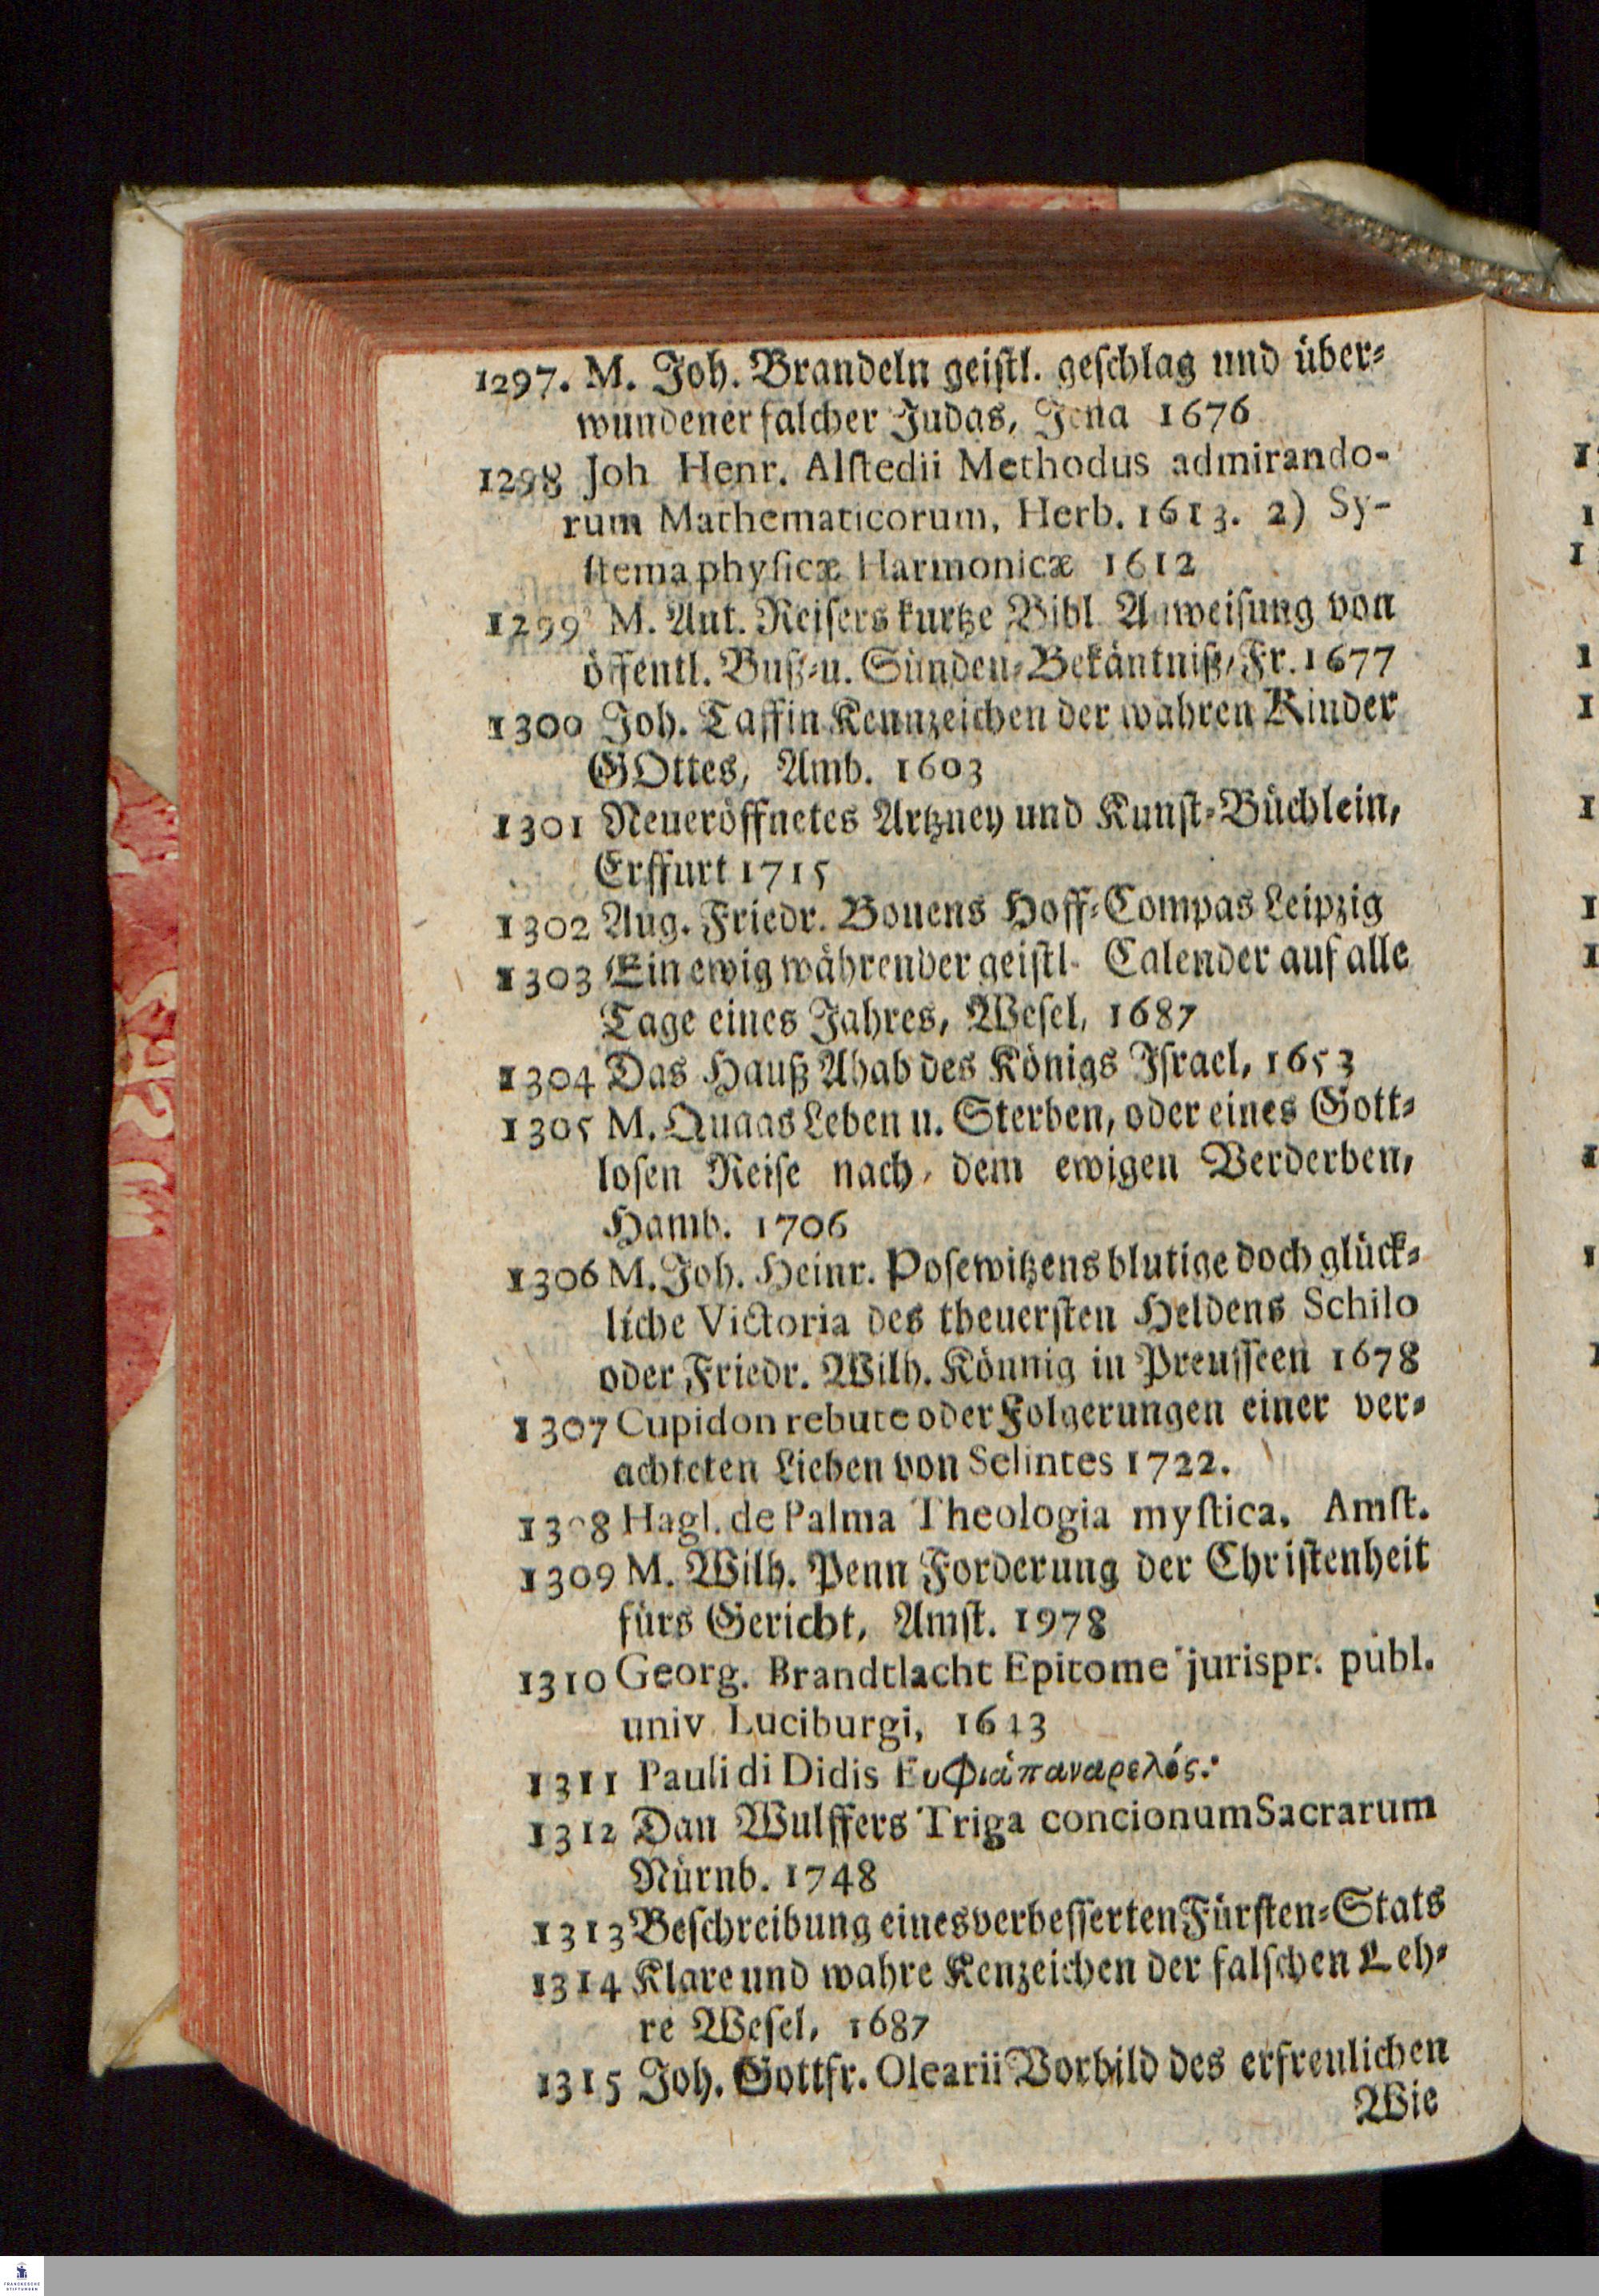 1297. M. Joh. Brandeln geistl. geschlag und über⸗
wundener falcher Judas, Jena 1676
1298 Joh Henr. Alstedii Methodus admirando-
rum Mathematicorum, Herb. 1613. 2) Sy-
stema physicæ Harmonicæ 1612
1299 M. Ant. Reisers kurtze Bibl Anweisung von
öffentl. Buß⸗u. Sünden⸗Bekäntniß, Fr. 1677
1300 Joh. Taffin Kennzeichen der wahren Kinder
GOttes, Amb. 1603
1301 Neueröffnetes Artzney und Kunst⸗Büchlein,
Erffurt 1715
1302 Aug. Friedr. Bouens Hoff⸗Compas Leipzig
1303 Ein ewig währender geistl- Calender auf alle
Tage eines Jahres, Wesel, 1687
1304 Das Hauß Ahab des Königs Israel, 1653
1305 M. Quaas Leben u. Sterben, oder eines Gott⸗
losen Reise nach dem ewigen Verderben,
Hamb. 1706
1306 M. Joh. Heinr. Posewitzens blutige doch glück⸗
liche Victoria des theuersten Heldens Schilo
oder Friedr. Wilh. Könnig in Preusseen 1678
1307 Cupidon rebute oder Folgerungen einer ver⸗
achteten Lieben von Selintes 1722.
1308 Hagl. de Palma Theologia mystica. Amst.
1309 M. Wilh. Penn Forderung der Christenheit
fürs Gericht, Amst. 1978
1310 Georg. Brandtlacht Epitome jurispr. publ.
univ Luciburgi, 1613
1311 Pauli di Didis
1312 Dan Wulffers Triga concionum Sacrarum
Nürnb. 1748
1313 Beschreibung eines verbesserten Fürsten⸗Stats
1314 Klare und wahre Kenzeichen der falschen Leh⸗
re Wesel, 1687
1315 Joh. Gottfr. Olearii Vorbild des erfreulichen
Wie
FRANCKESCHE
STIFTUNGEN